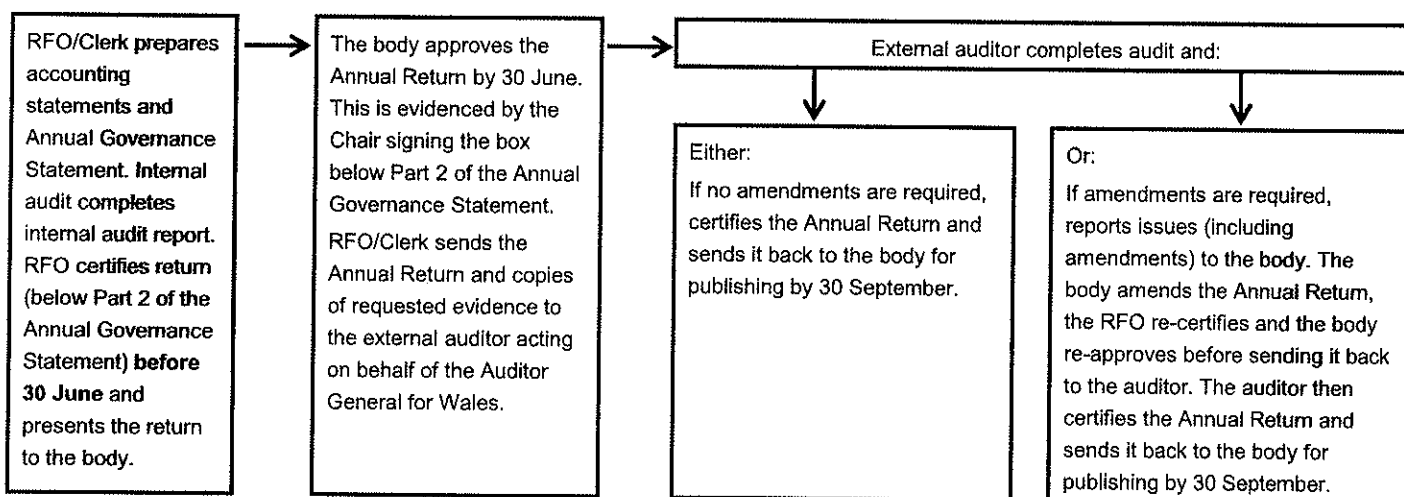 RFO/Clerk prepares
accounting
statements and
Annual Governance
Statement. Internal
audit completes
internal audit report.
RFO certifies return
(below Part 2 of the
Annual Governance
Statement) before
30 June and
presents the return
to the body.
The body approves the
Annual Return by 30 June.
This is evidenced by the
Chair signing the box
below Part 2 of the Annual
Governance Statement.
RFO/Clerk sends the
Annual Return and copies
of requested evidence to
the external auditor acting
on behalf of the Auditor
General for Wales.
External auditor completes audit and:
Either:
If no amendments are required,
certifies the Annual Return and
sends it back to the body for
publishing by 30 September.
Or:
If amendments are required,
reports issues (including
amendments) to the body. The
body amends the Annual Return,
the RFO re-certifies and the body
re-approves before sending it back
to the auditor. The auditor then
certifies the Annual Return and
sends it back to the body for
publishing by 30 September.